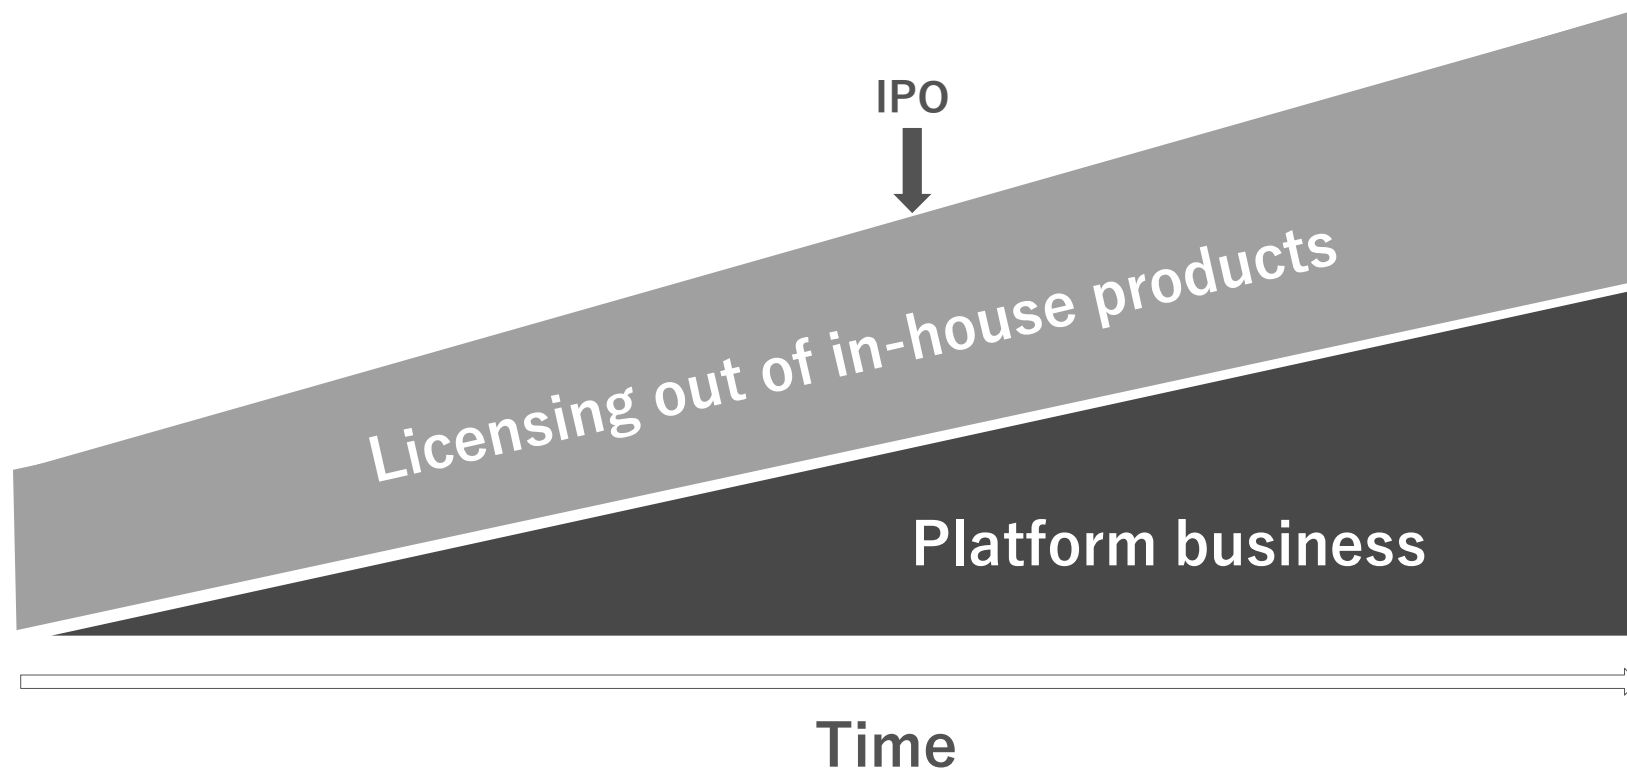 IPO
Licensing out of in-house products
Platform business
Time